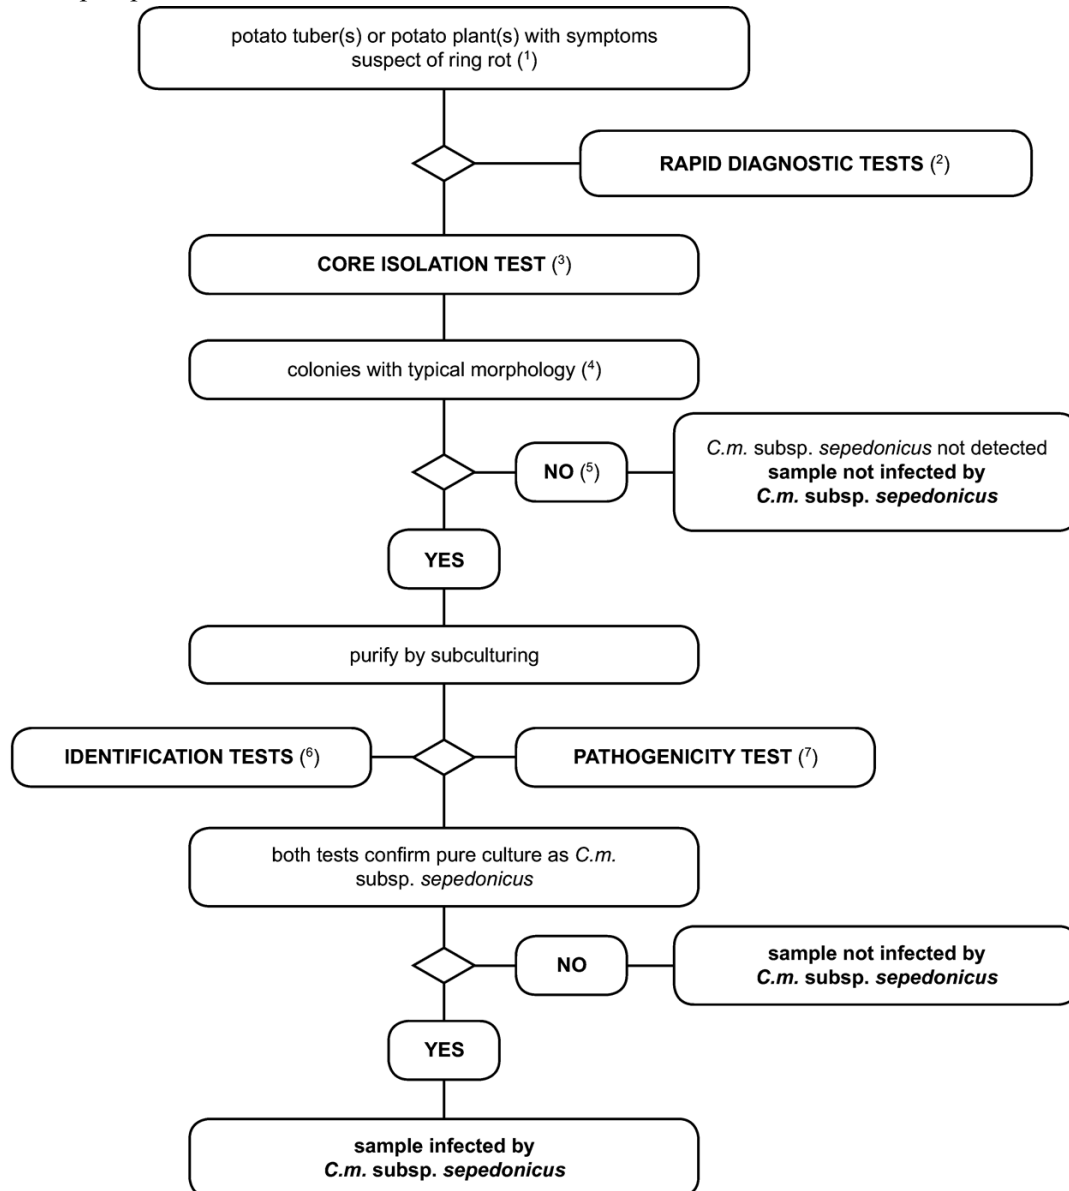 potato tuber(s) or potato plant(s) with symptoms
suspect of ring rot (¹)
RAPID DIAGNOSTIC TESTS (²)
CORE ISOLATION TEST (³)
colonies with typical morphology (⁴)
NO (⁵)
C.m. subsp. sepedonicus not detected
sample not infected by
C.m. subsp. sepedonicus
YES
purify by subculturing
IDENTIFICATION TESTS (⁶)
PATHOGENICITY TEST (⁷)
both tests confirm pure culture as C.m.
subsp. sepedonicus
NO
sample not infected by
C.m. subsp. sepedonicus
YES
sample infected by
C.m. subsp. sepedonicus